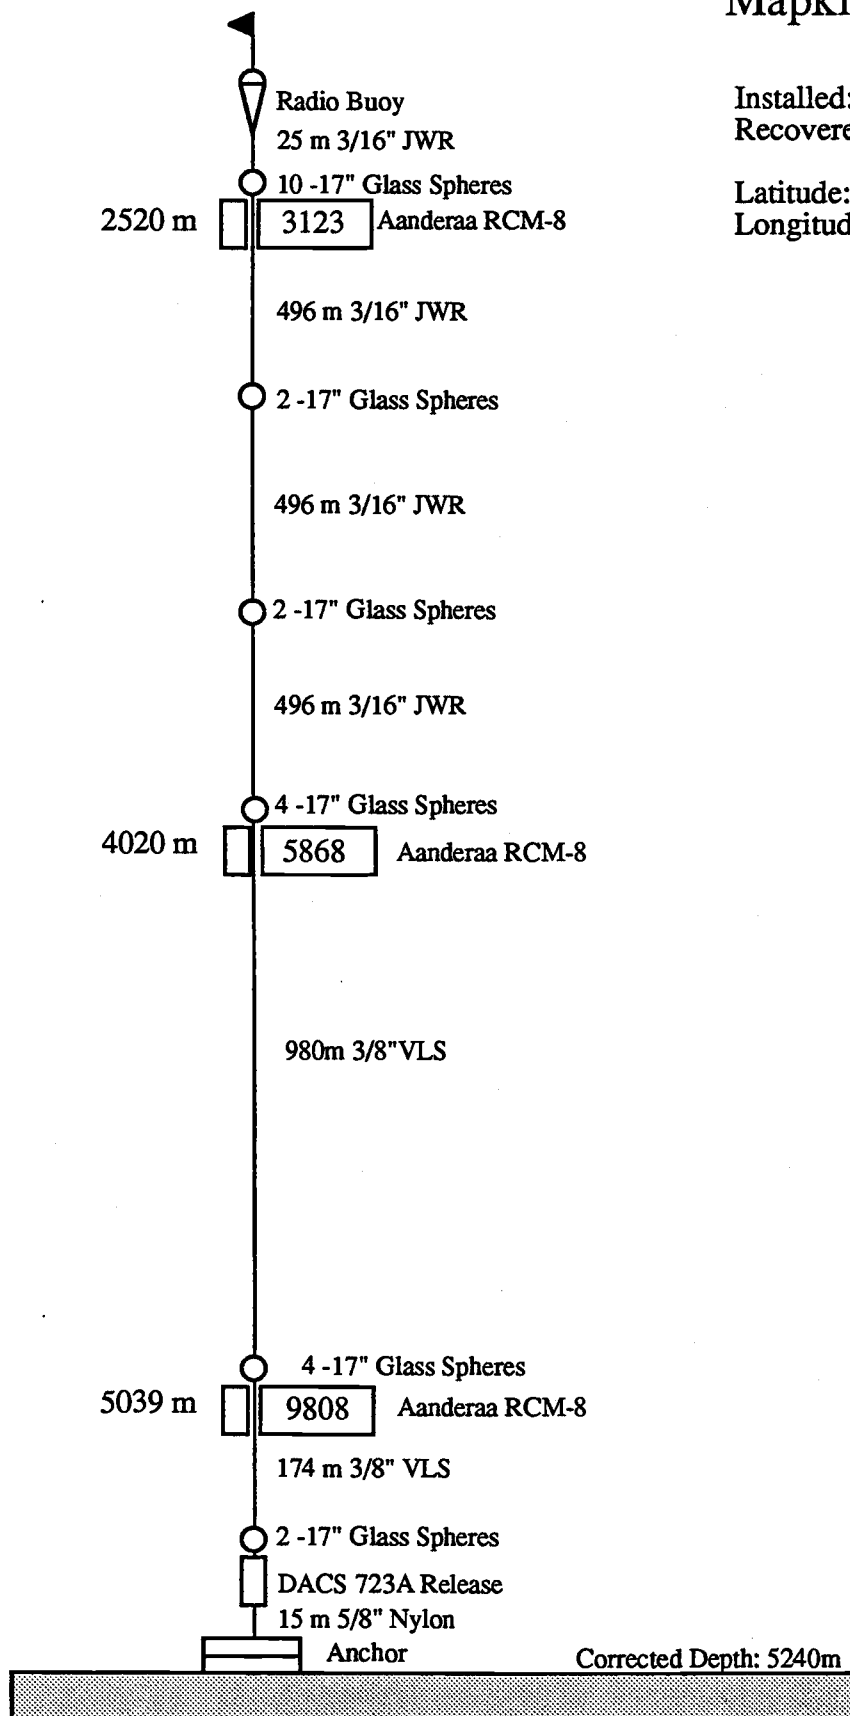 Installed:
Latitude:
Radio Buoy
25 m 3/16" JWR
10 -17" Glass Spheres
2520 m
3123
Aanderaa RCM-8
496 m 3/16" JWR
2 -17" Glass Spheres
496 m 3/16" JWR
2 -17" Glass Spheres
496 m 3/16" JWR
4 -17" Glass Spheres
4020 m
5868
Aanderaa RCM-8
980m 3/8"VLS
4 -17" Glass Spheres
5039 m
9808
Aanderaa RCM-8
174 m 3/8" VLS
2 -17" Glass Spheres
DACS 723A Release
15 m 5/8" Nylon
Anchor
Corrected Depth: 5240m